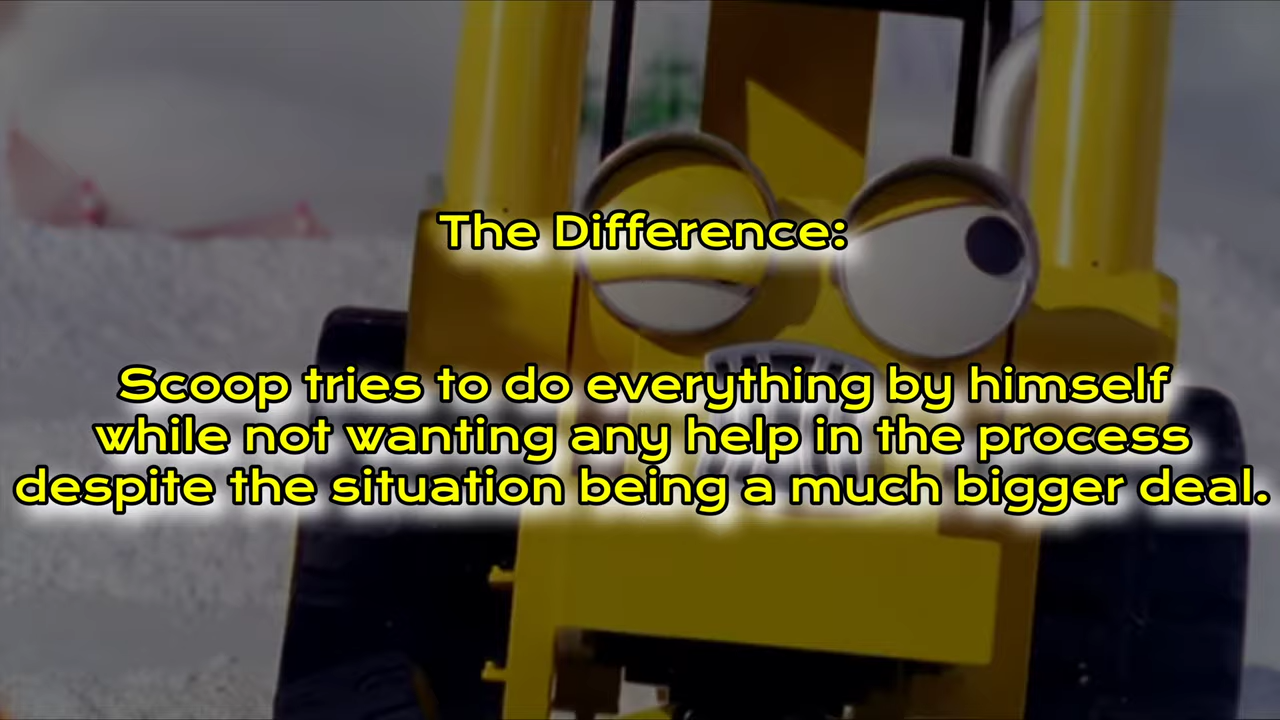 The Difference:
Scoop tries to do everything by himself
while not wanting any help in the process
despite the situation being a much bigger deal.